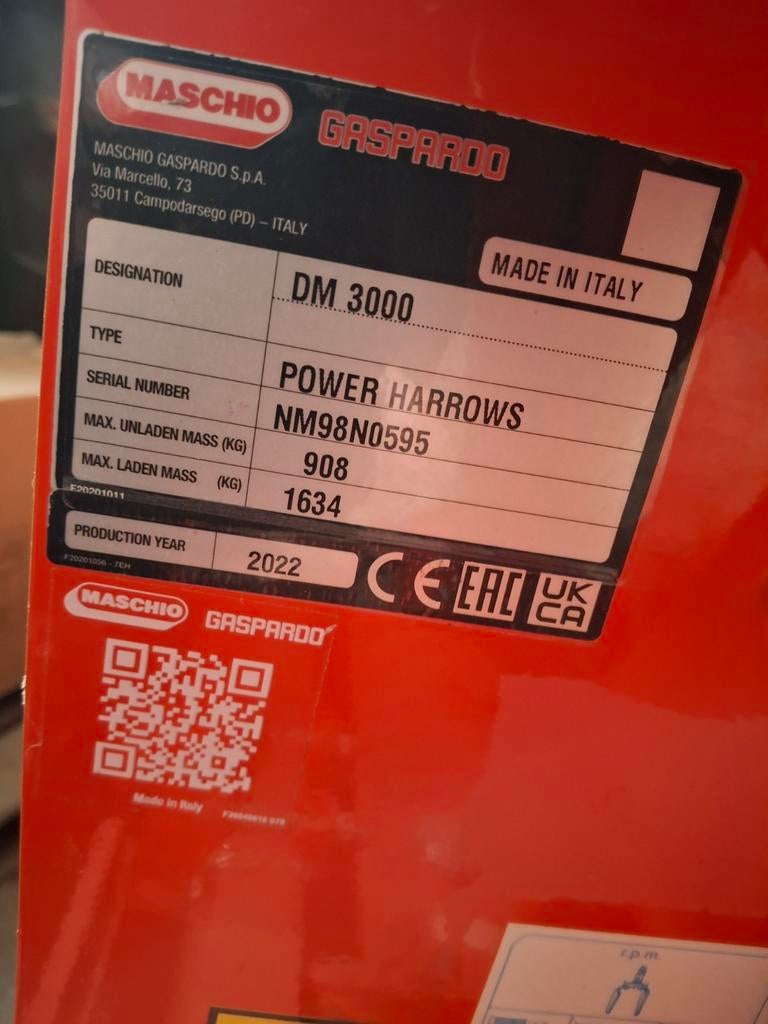 MASCHIO GASPARDO
MASCHIO GASPARDO S.p.A.
Via Marcello, 73
35011 Campodarsego (PD) – ITALY
MADE IN ITALY
DESIGNATION DM 3000
TYPE POWER HARROWS
SERIAL NUMBER NM98N0595
MAX. UNLADEN MASS (KG) 908
MAX. LADEN MASS (KG) 1634
F20201011
PRODUCTION YEAR 2022
CE EAC UK CA
MASCHIO GASPARDO
Made in Italy
r.p.m.